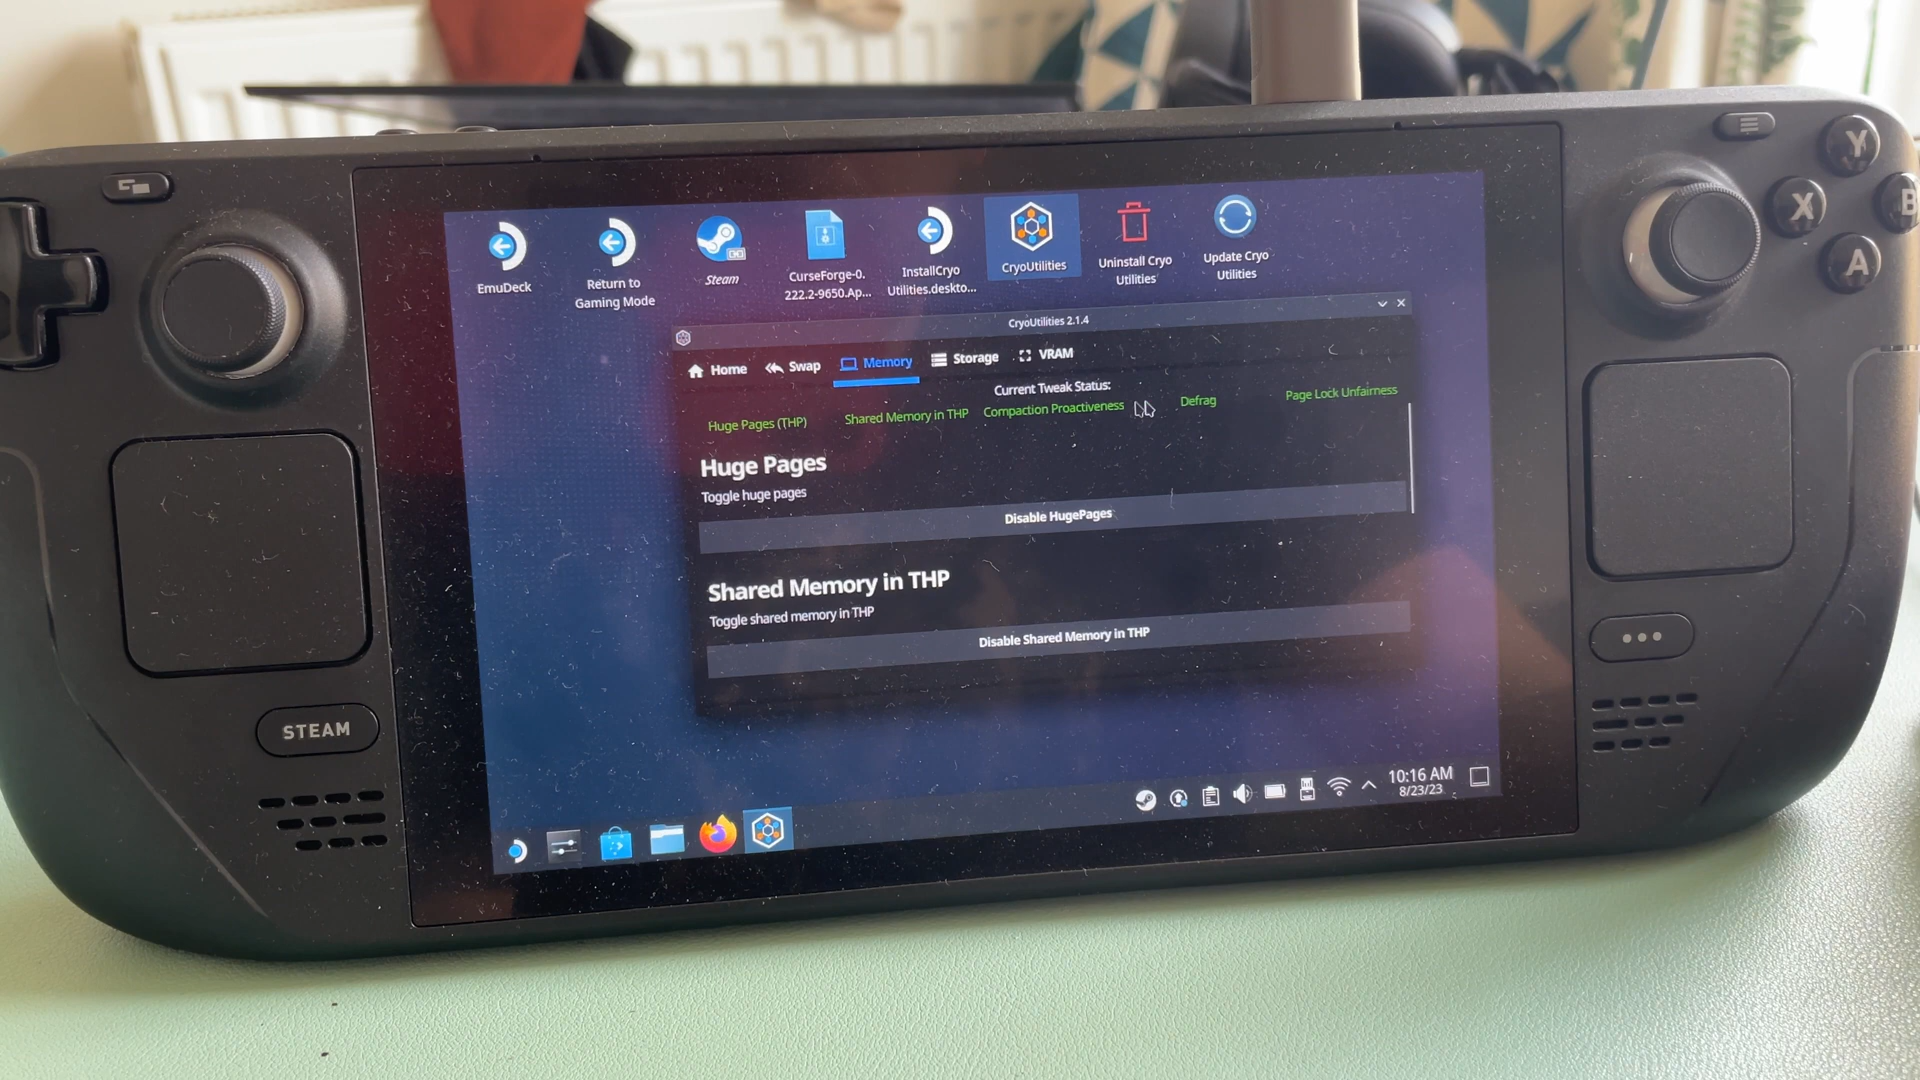 EmuDeck
Return to
Gaming Mode
Steam
CurseForge-0.
222.2-9650.Ap...
InstallCryo
Utilities.deskto...
CryoUtilities
Uninstall Cryo
Utilities
Update Cryo
Utilities
CryoUtilities 2.1.4
Home
Swap
Memory
Storage
VRAM
Current Tweak Status:
Huge Pages (THP)
Shared Memory in THP
Compaction Proactiveness
Defrag
Page Lock Unfairness
Huge Pages
Toggle huge pages
Disable HugePages
Shared Memory in THP
Toggle shared memory in THP
Disable Shared Memory in THP
10:16 AM
8/23/23
STEAM
Y
X
B
A